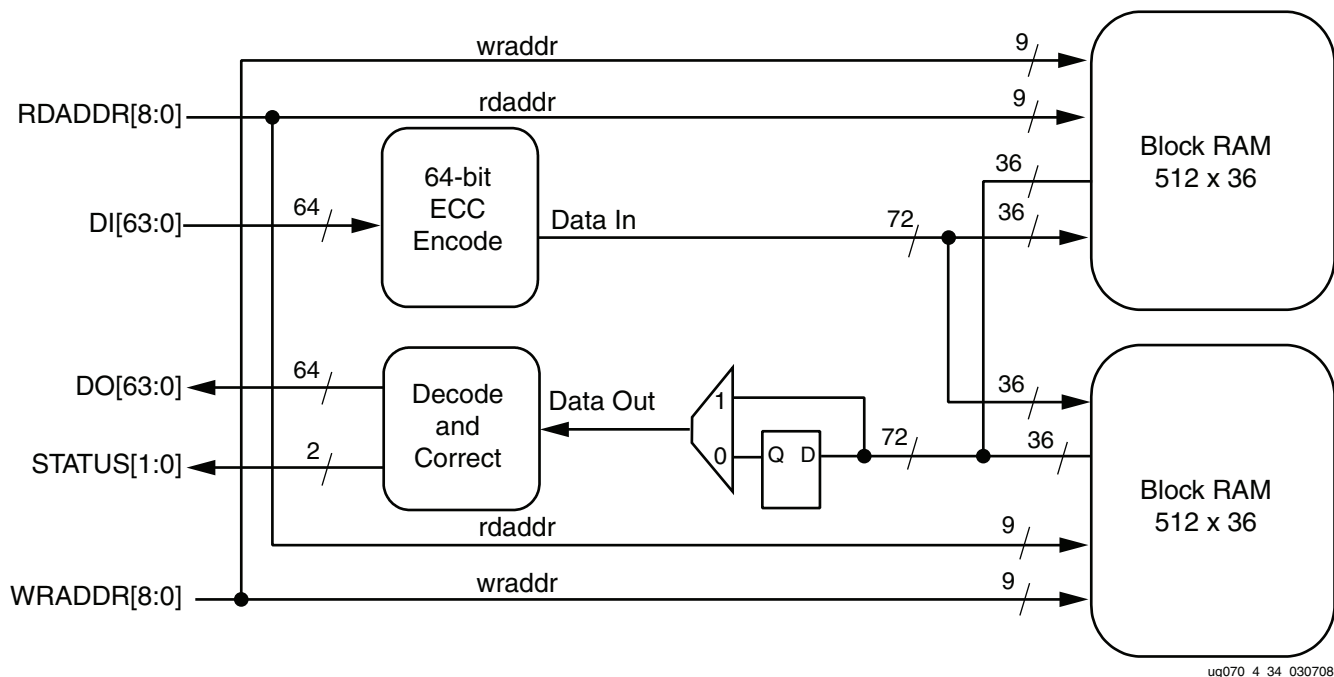 wraddr 9
RDADDR[8:0] rdaddr 9
Block RAM
512 x 36
64-bit
ECC
Encode
36
DI[63:0] 64 Data In 72 36
DO[63:0] 64
Decode
and
Correct
Data Out 1 36
STATUS[1:0] 2 0 Q D 72 36
Block RAM
512 x 36
rdaddr 9
WRADDR[8:0] wraddr 9
ug070_4_34_030708